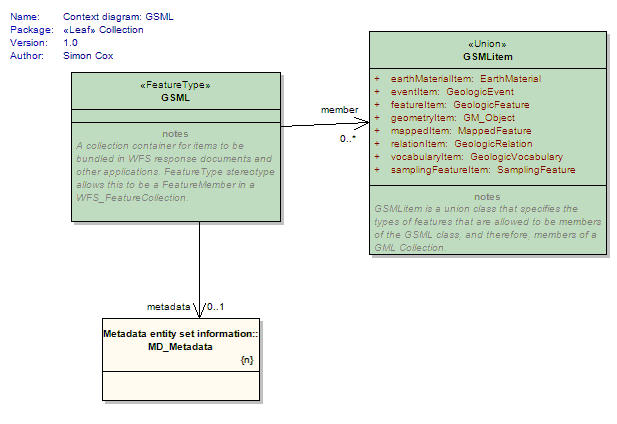 Name: Context diagram: GSML
Package: «Leaf» Collection
Version: 1.0
Author: Simon Cox
«FeatureType»
GSML
notes
A collection container for items to be
bundled in WFS response documents and
other applications. FeatureType stereotype
allows this to be a FeatureMember in a
WFS_FeatureCollection.
member
0..*
«Union»
GSMLitem
+ earthMaterialItem: EarthMaterial
+ eventItem: GeologicEvent
+ featureItem: GeologicFeature
+ geometryItem: GM_Object
+ mappedItem: MappedFeature
+ relationItem: GeologicRelation
+ vocabularyItem: GeologicVocabulary
+ samplingFeatureItem: SamplingFeature
notes
GSMLitem is a union class that specifies the
types of features that are allowed to be members
of the GSML class, and therefore, members of a
GML Collection.
metadata 0..1
Metadata entity set information::
MD_Metadata
{n}